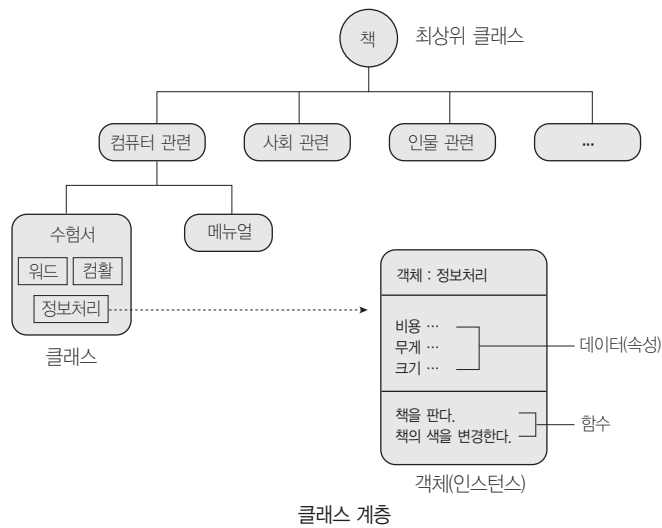 책 최상위 클래스
컴퓨터 관련 사회 관련 인물 관련 ...
수험서 메뉴얼
워드 컴활
정보처리
클래스
객체 : 정보처리
비용 …
무게 …
크기 …
데이터(속성)
책을 판다.
책의 색을 변경한다.
함수
객체(인스턴스)
클래스 계층